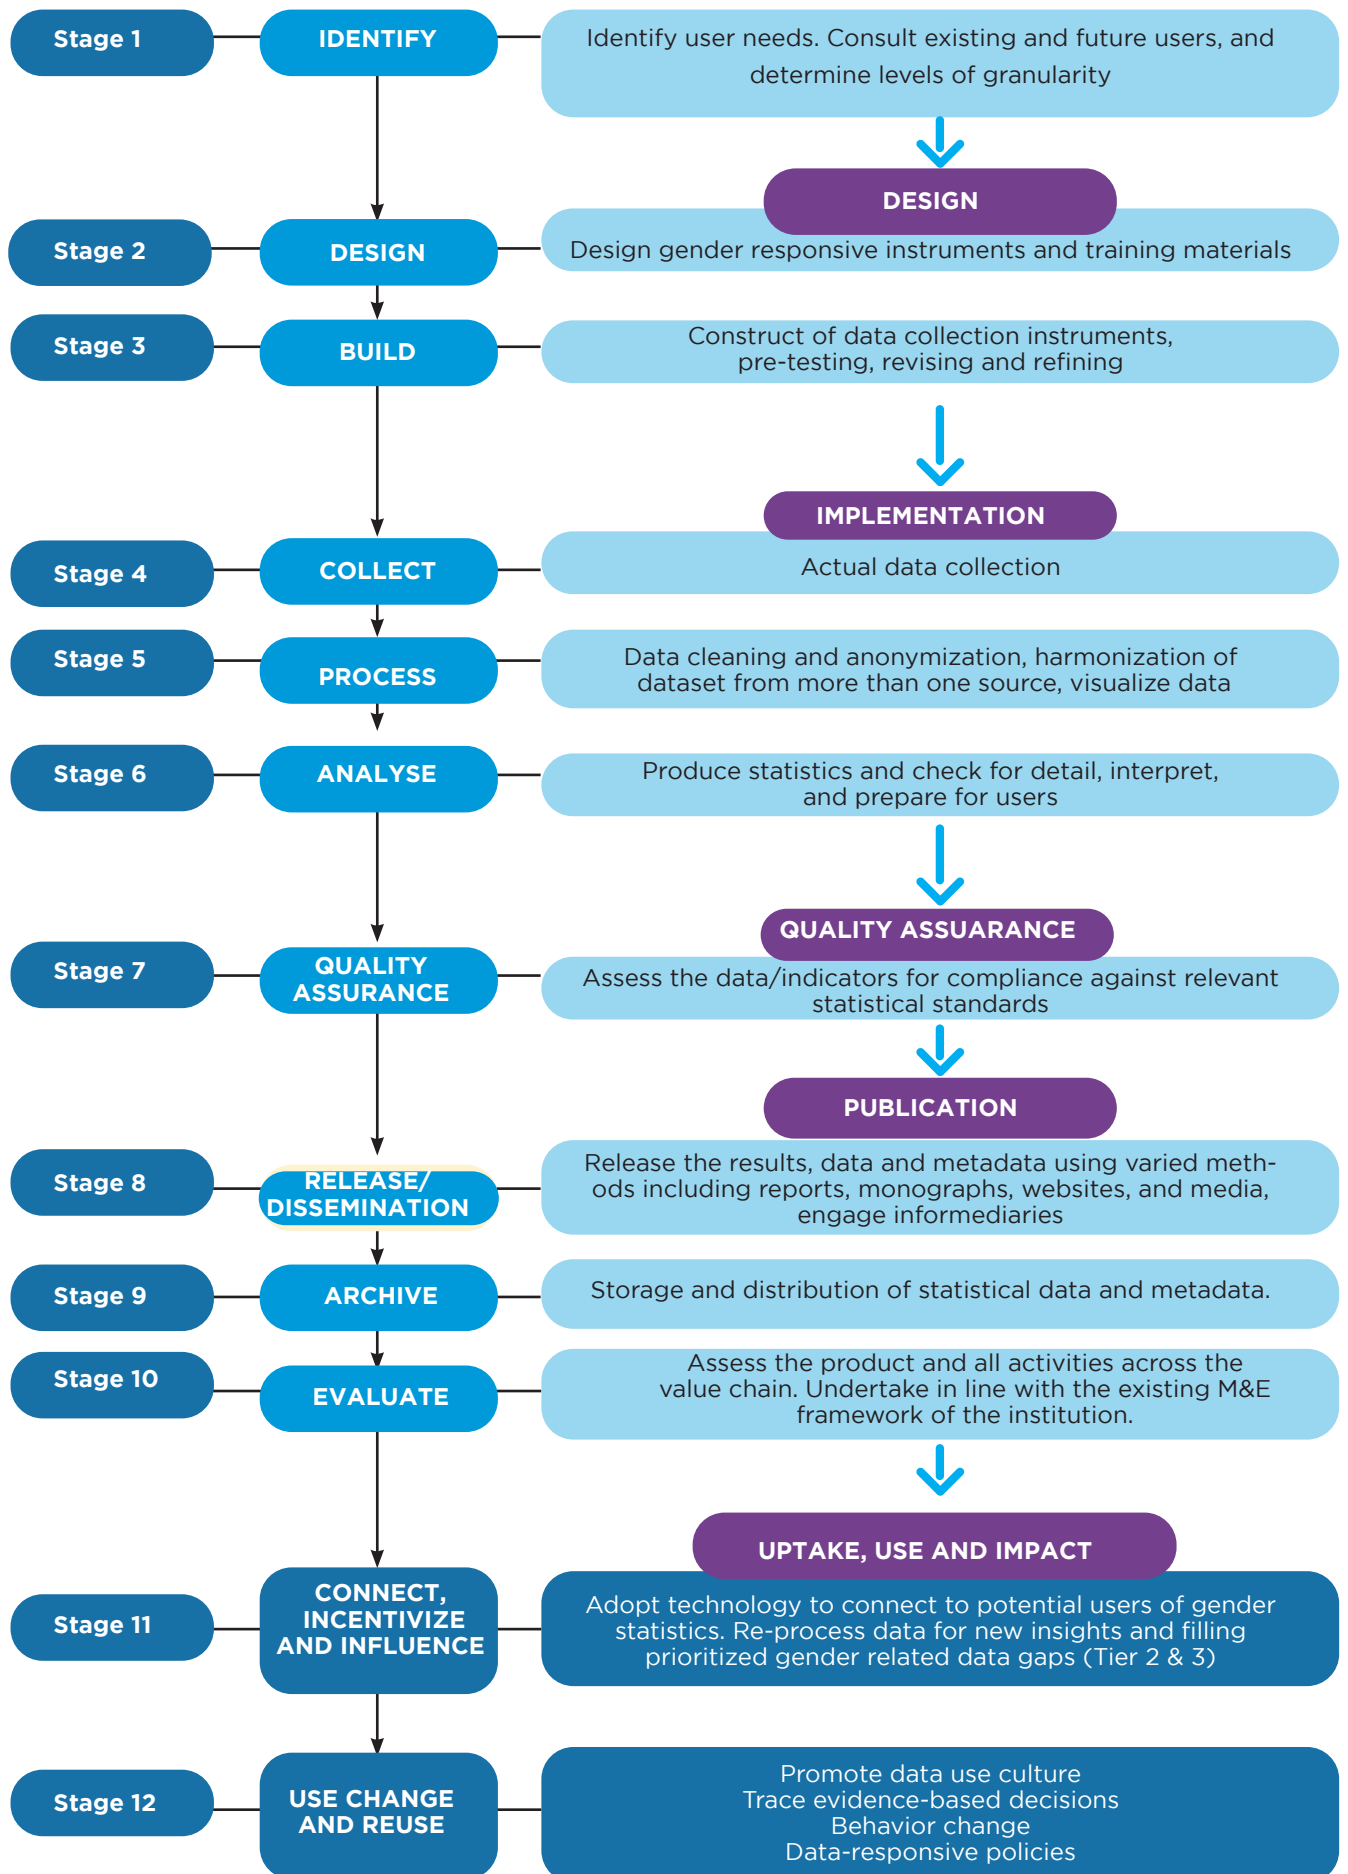 Stage 1
IDENTIFY
Identify user needs. Consult existing and future users, and
determine levels of granularity
DESIGN
Stage 2
DESIGN
Design gender responsive instruments and training materials
Stage 3
BUILD
Construct of data collection instruments,
pre-testing, revising and refining
IMPLEMENTATION
Stage 4
COLLECT
Actual data collection
Stage 5
PROCESS
Data cleaning and anonymization, harmonization of
dataset from more than one source, visualize data
Stage 6
ANALYSE
Produce statistics and check for detail, interpret,
and prepare for users
QUALITY ASSUARANCE
Stage 7
QUALITY
ASSURANCE
Assess the data/indicators for compliance against relevant
statistical standards
PUBLICATION
Stage 8
RELEASE/
DISSEMINATION
Release the results, data and metadata using varied meth-
ods including reports, monographs, websites, and media,
engage informediaries
Stage 9
ARCHIVE
Storage and distribution of statistical data and metadata.
Stage 10
EVALUATE
Assess the product and all activities across the
value chain. Undertake in line with the existing M&E
framework of the institution.
UPTAKE, USE AND IMPACT
Stage 11
CONNECT,
INCENTIVIZE
AND INFLUENCE
Adopt technology to connect to potential users of gender
statistics. Re-process data for new insights and filling
prioritized gender related data gaps (Tier 2 & 3)
Stage 12
USE CHANGE
AND REUSE
Promote data use culture
Trace evidence-based decisions
Behavior change
Data-responsive policies